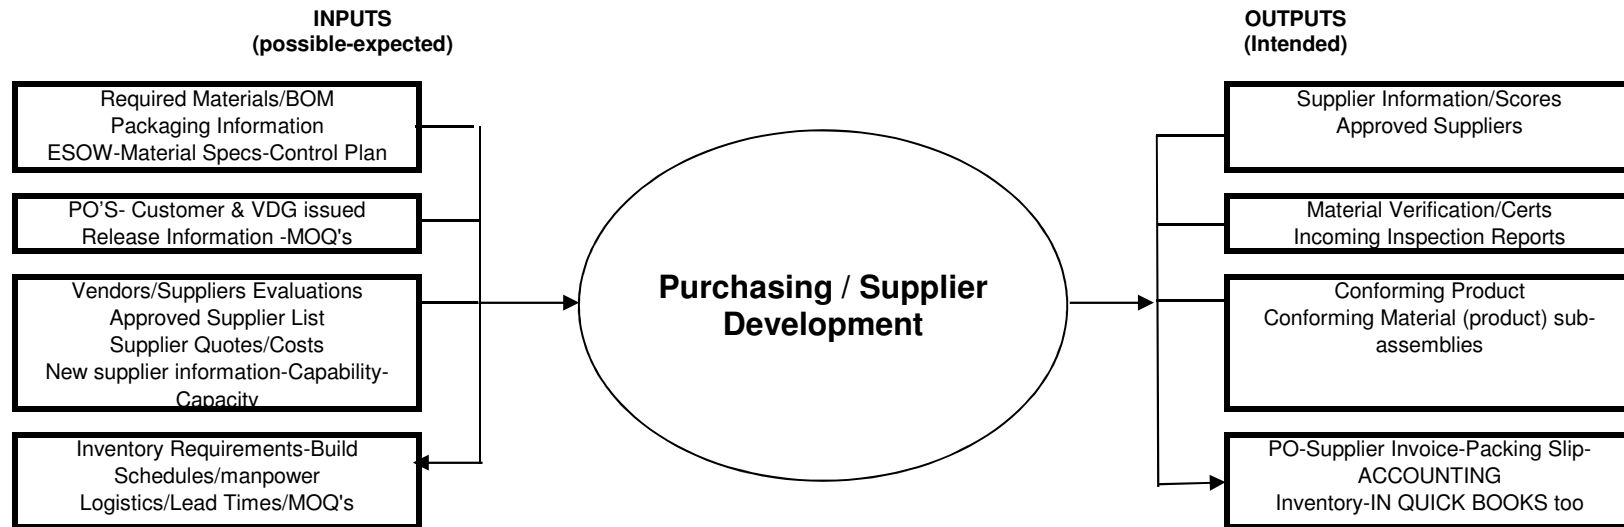 INPUTS
(possible-expected)
OUTPUTS
(Intended)
Required Materials/BOM
Packaging Information
ESOW-Material Specs-Control Plan
PO'S- Customer & VDG issued
Release Information -MOQ's
Vendors/Suppliers Evaluations
Approved Supplier List
Supplier Quotes/Costs
New supplier information-Capability-
Capacity
Inventory Requirements-Build
Schedules/manpower
Logistics/Lead Times/MOQ's
Purchasing / Supplier
Development
Supplier Information/Scores
Approved Suppliers
Material Verification/Certs
Incoming Inspection Reports
Conforming Product
Conforming Material (product) sub-
assemblies
PO-Supplier Invoice-Packing Slip-
ACCOUNTING
Inventory-IN QUICK BOOKS too